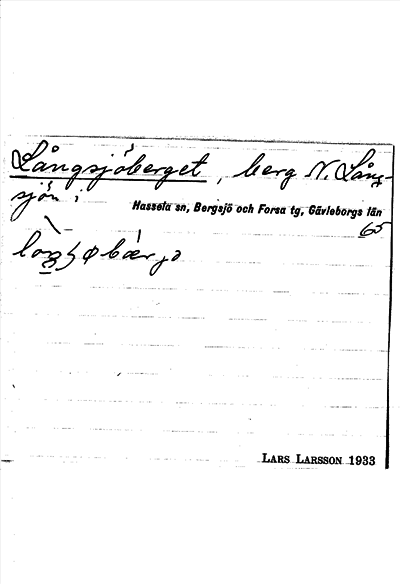 Långsjöberget, berg N. Lång-
sjön i
Hassela sn, Bergsjö och Forsa tg, Gävleborgs län
65
LARS LARSSON 1933